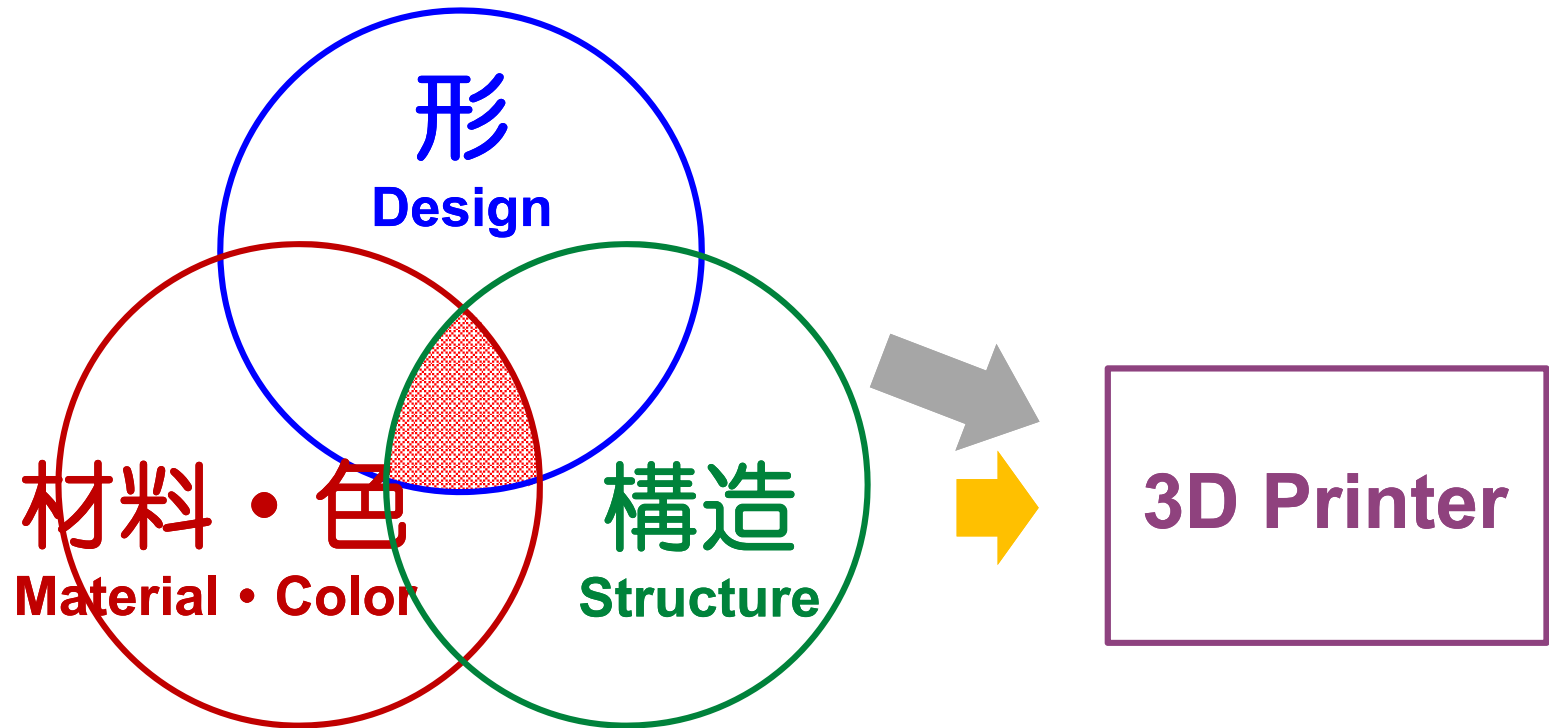 形
Design
材料・色
Material・Color
構造
Structure
3D Printer